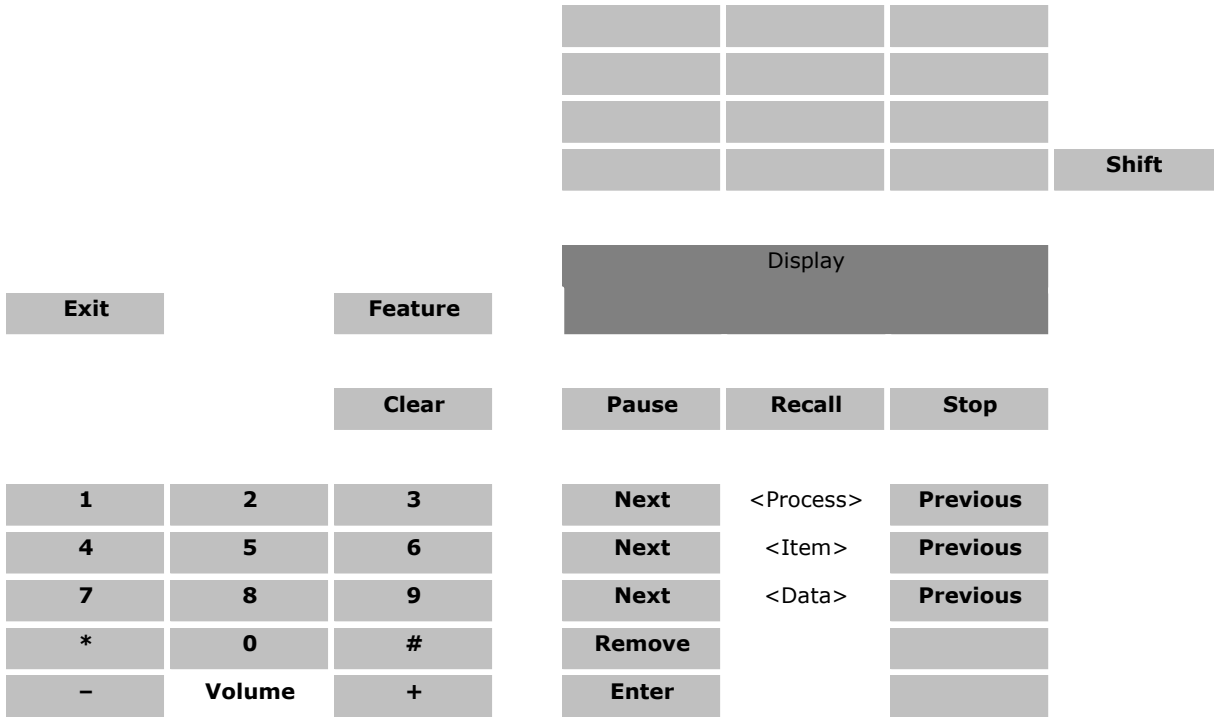 Shift
Display
Exit Feature
Clear Pause Recall Stop
1 2 3 Next <Process> Previous
4 5 6 Next <Item> Previous
7 8 9 Next <Data> Previous
* 0 # Remove
– Volume + Enter